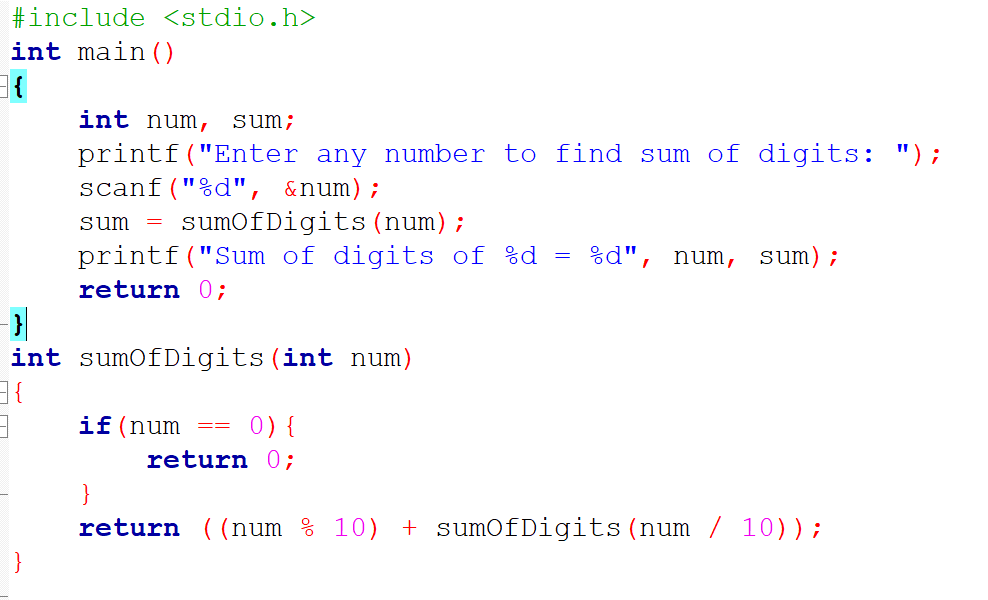 #include <stdio.h>
int main()
{
    int num, sum;
    printf("Enter any number to find sum of digits: ");
    scanf("%d", &num);
    sum = sumOfDigits(num);
    printf("Sum of digits of %d = %d", num, sum);
    return 0;
}
int sumOfDigits(int num)
{
    if(num == 0){
        return 0;
    }
    return ((num % 10) + sumOfDigits(num / 10));
}